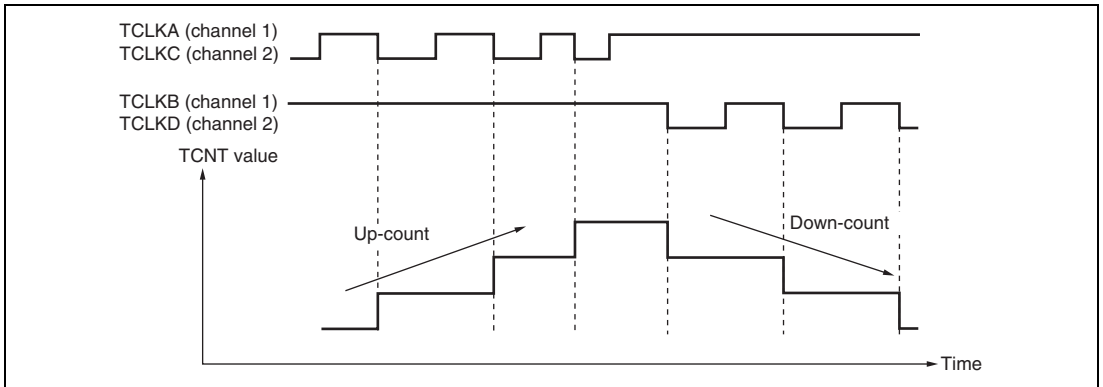 TCLKA (channel 1)
TCLKC (channel 2)
TCLKB (channel 1)
TCLKD (channel 2)
TCNT value
Up-count
Down-count
Time